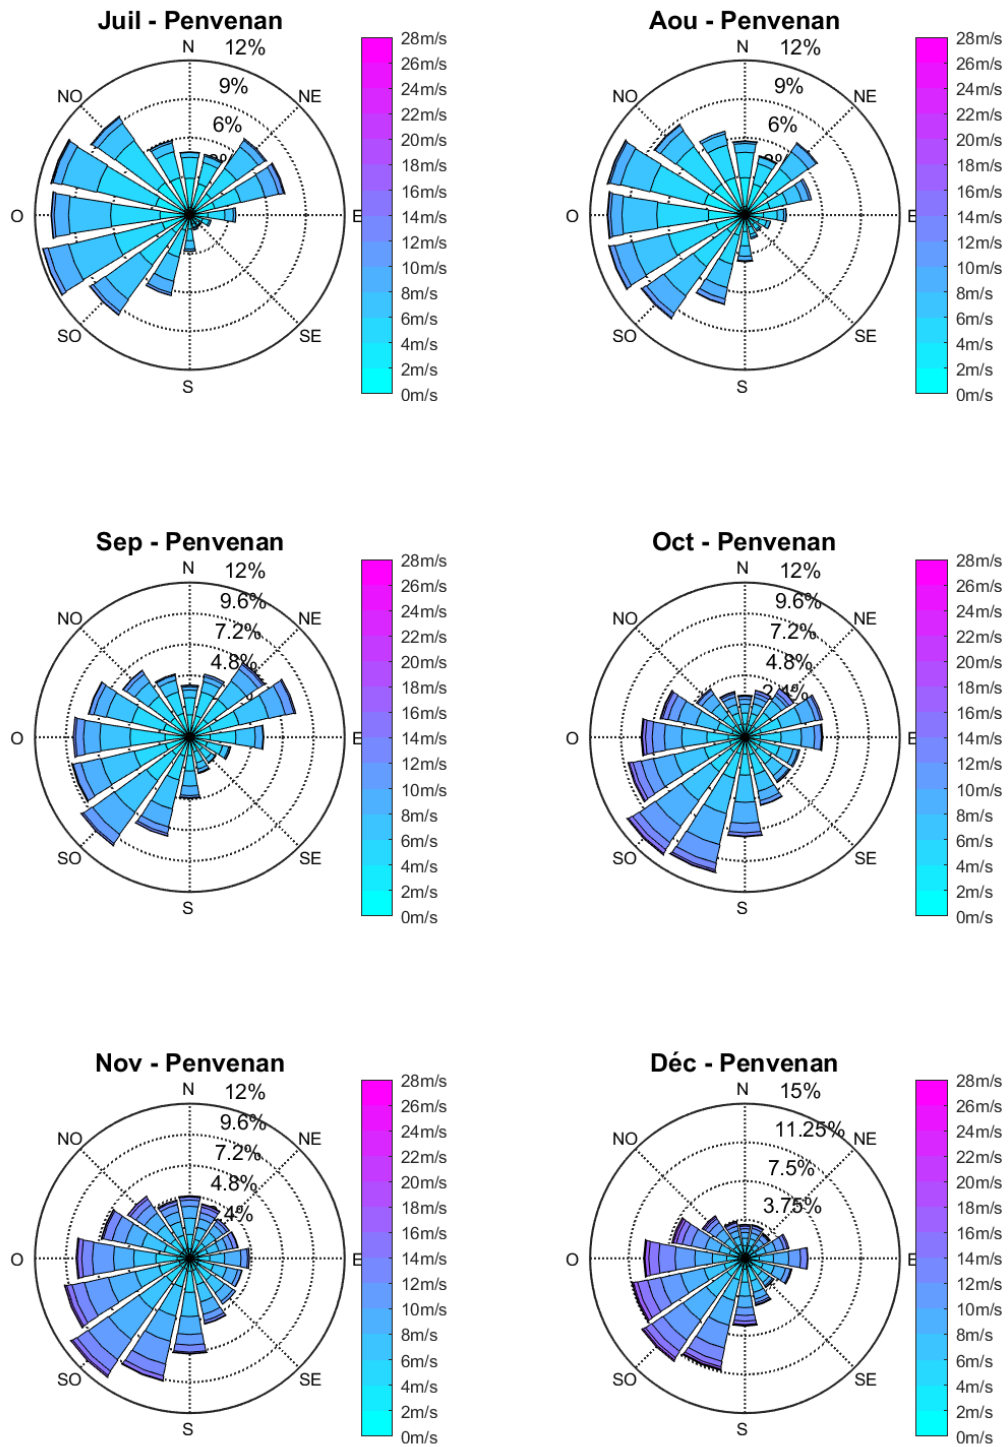 Juil - Penvenan
N
12%
9%
6%
NO
NE
O
E
SO
SE
S
28m/s
26m/s
24m/s
22m/s
20m/s
18m/s
16m/s
14m/s
12m/s
10m/s
8m/s
6m/s
4m/s
2m/s
0m/s
Aou - Penvenan
N
12%
9%
6%
NO
NE
O
E
SO
SE
S
28m/s
26m/s
24m/s
22m/s
20m/s
18m/s
16m/s
14m/s
12m/s
10m/s
8m/s
6m/s
4m/s
2m/s
0m/s
Sep - Penvenan
N
12%
9.6%
7.2%
4.8%
NO
NE
O
E
SO
SE
S
28m/s
26m/s
24m/s
22m/s
20m/s
18m/s
16m/s
14m/s
12m/s
10m/s
8m/s
6m/s
4m/s
2m/s
0m/s
Oct - Penvenan
N
12%
9.6%
7.2%
4.8%
2.4%
NO
NE
O
E
SO
SE
S
28m/s
26m/s
24m/s
22m/s
20m/s
18m/s
16m/s
14m/s
12m/s
10m/s
8m/s
6m/s
4m/s
2m/s
0m/s
Nov - Penvenan
N
12%
9.6%
7.2%
4.8%
NO
NE
O
E
SO
SE
S
28m/s
26m/s
24m/s
22m/s
20m/s
18m/s
16m/s
14m/s
12m/s
10m/s
8m/s
6m/s
4m/s
2m/s
0m/s
Déc - Penvenan
N
15%
11.25%
7.5%
3.75%
NO
NE
O
E
SO
SE
S
28m/s
26m/s
24m/s
22m/s
20m/s
18m/s
16m/s
14m/s
12m/s
10m/s
8m/s
6m/s
4m/s
2m/s
0m/s